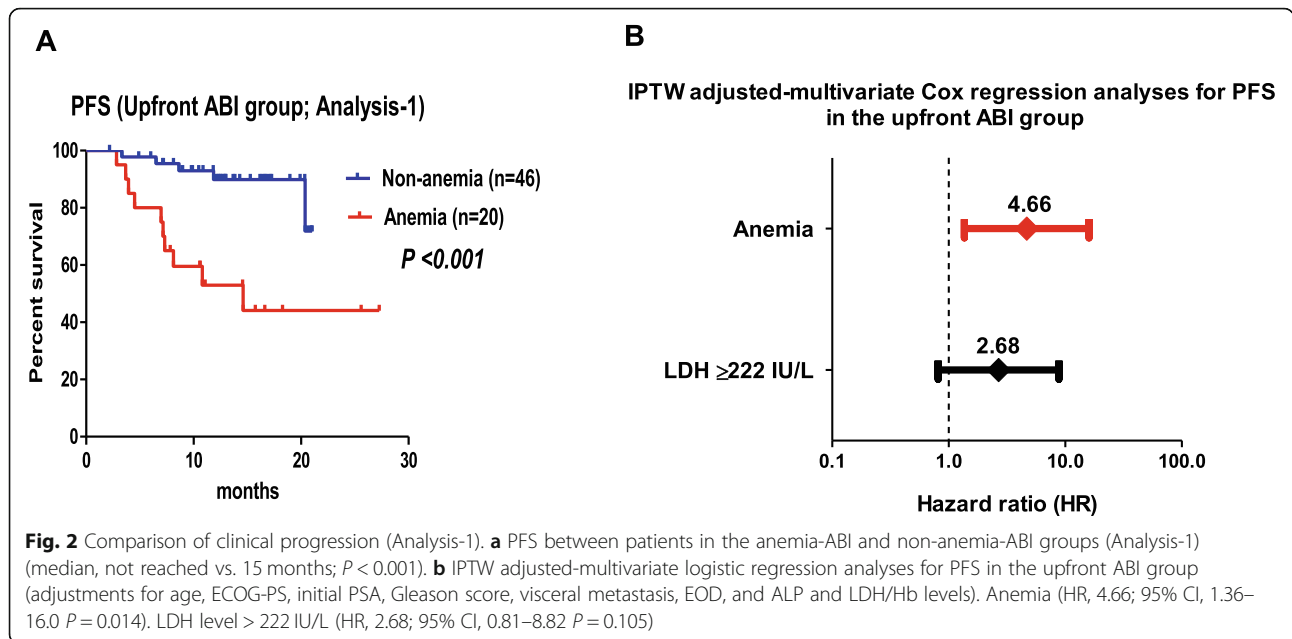 A
PFS (Upfront ABI group; Analysis-1)
100
80
60
40
20
0
Percent survival
Non-anemia (n=46)
Anemia (n=20)
P <0.001
0 10 20 30
months
B
IPTW adjusted-multivariate Cox regression analyses for PFS
in the upfront ABI group
Anemia
4.66
LDH ≥222 IU/L
2.68
0.1 1.0 10.0 100.0
Hazard ratio (HR)
Fig. 2 Comparison of clinical progression (Analysis-1). a PFS between patients in the anemia-ABI and non-anemia-ABI groups (Analysis-1)
(median, not reached vs. 15 months; P < 0.001). b IPTW adjusted-multivariate logistic regression analyses for PFS in the upfront ABI group
(adjustments for age, ECOG-PS, initial PSA, Gleason score, visceral metastasis, EOD, and ALP and LDH/Hb levels). Anemia (HR, 4.66; 95% CI, 1.36–
16.0 P = 0.014). LDH level > 222 IU/L (HR, 2.68; 95% CI, 0.81–8.82 P = 0.105)